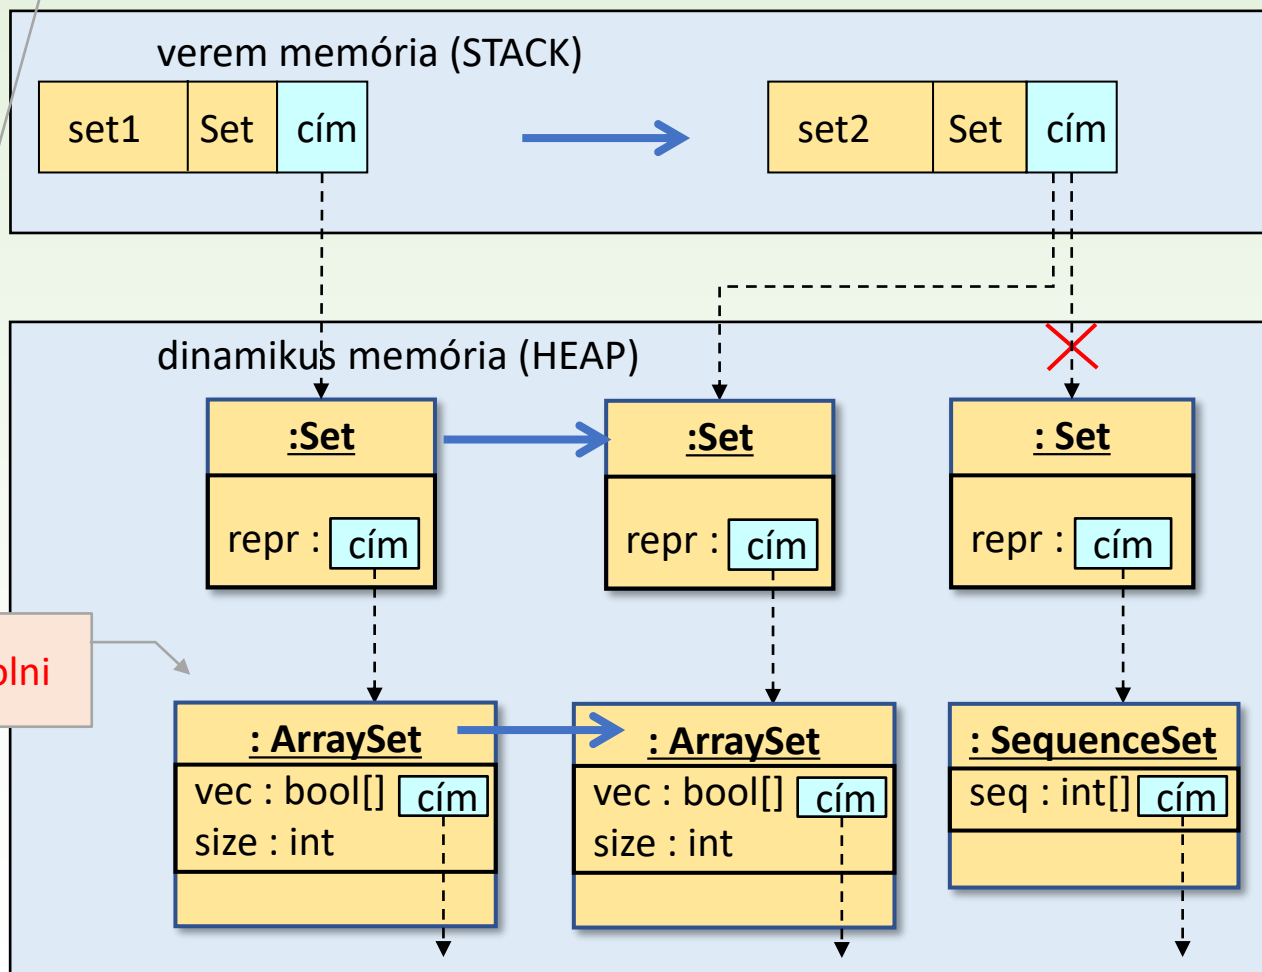 verem memória (STACK)
set1 Set cím
set2 Set cím
dinamikus memória (HEAP)
:Set
repr : cím
:Set
repr : cím
: Set
repr : cím
: ArraySet
vec : bool[] cím
size : int
: ArraySet
vec : bool[] cím
size : int
: SequenceSet
seq : int[] cím